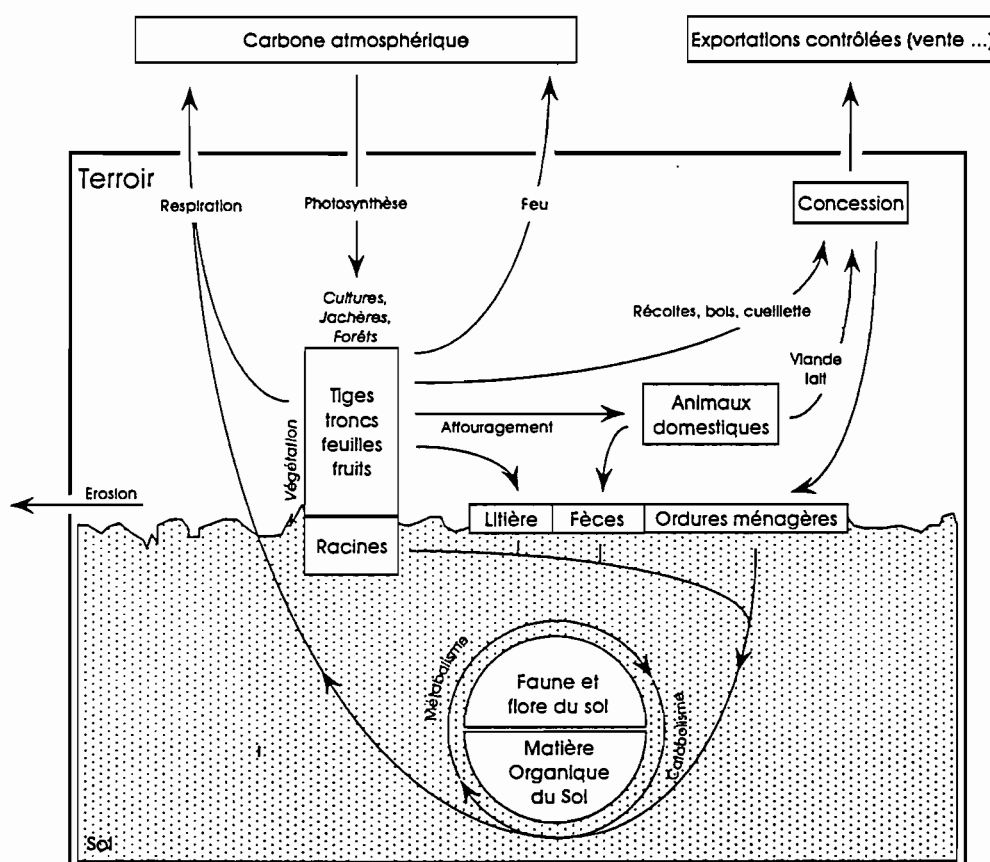 Carbone atmosphérique
Exportations contrôlées (vente ...)
Terroir
Respiration
Photosynthèse
Feu
Concession
Cultures,
Jachères,
Forêts
Récoltes, bois, cueillette
Viande
lait
Tiges
troncs
feuilles
fruits
Végétation
Affouragement
Animaux
domestiques
Erosion
Litière
Fèces
Ordures ménagères
Racines
Métabolisme
Faune et
flore du sol
Catabolisme
Matière
Organique
du Sol
Sol